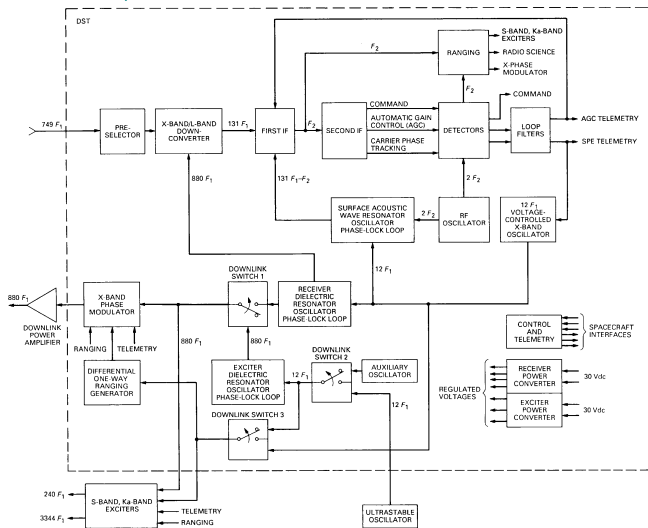 DST
S-BAND, Ka-BAND
EXCITERS
RADIO SCIENCE
X-PHASE
MODULATOR
RANGING
F2
F2
COMMAND
749 F1
PRE-
SELECTOR
X-BAND/L-BAND
DOWN-
CONVERTER
131 F1
FIRST IF
F2
SECOND IF
COMMAND
AUTOMATIC GAIN
CONTROL (AGC)
CARRIER PHASE
TRACKING
DETECTORS
LOOP
FILTERS
AGC TELEMETRY
SPE TELEMETRY
880 F1
131 F1–F2
2 F2
SURFACE ACOUSTIC
WAVE RESONATOR
OSCILLATOR
PHASE-LOCK LOOP
2 F2
RF
OSCILLATOR
12 F1
VOLTAGE-
CONTROLLED
X-BAND
OSCILLATOR
12 F1
880 F1
DOWNLINK
POWER
AMPLIFIER
X-BAND
PHASE
MODULATOR
DOWNLINK
SWITCH 1
RECEIVER
DIELECTRIC
RESONATOR
OSCILLATOR
PHASE-LOCK LOOP
RANGING
TELEMETRY
880 F1
880 F1
DIFFERENTIAL
ONE-WAY
RANGING
GENERATOR
EXCITER
DIELECTRIC
RESONATOR
OSCILLATOR
PHASE-LOCK LOOP
12 F1
DOWNLINK
SWITCH 2
AUXILIARY
OSCILLATOR
DOWNLINK
SWITCH 3
12 F1
CONTROL
AND
TELEMETRY
SPACECRAFT
INTERFACES
REGULATED
VOLTAGES
RECEIVER
POWER
CONVERTER
30 Vdc
EXCITER
POWER
CONVERTER
30 Vdc
240 F1
3344 F1
S-BAND, Ka-BAND
EXCITERS
TELEMETRY
RANGING
ULTRASTABLE
OSCILLATOR